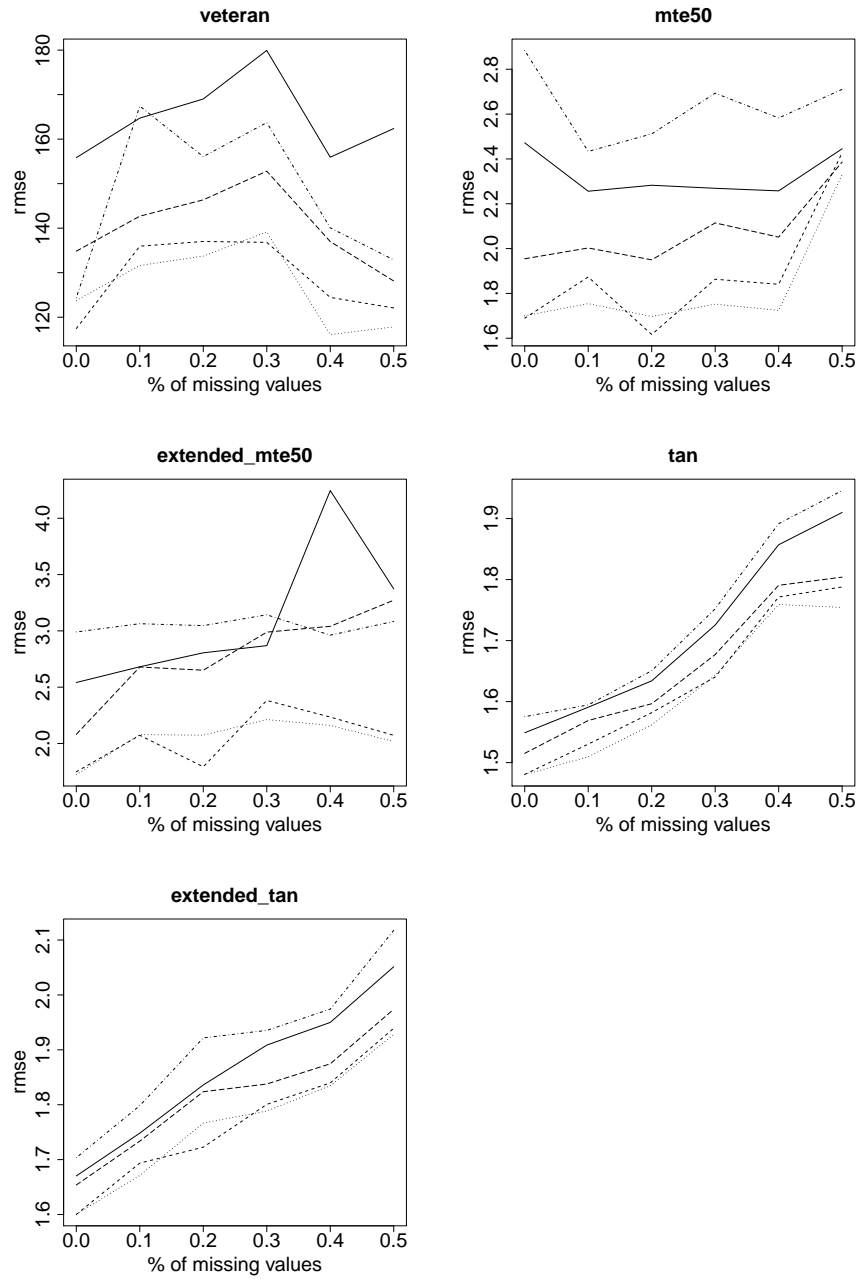 veteran
rmse
180
160
140
120
0.0 0.1 0.2 0.3 0.4 0.5
% of missing values
mte50
rmse
2.8
2.6
2.4
2.2
2.0
1.8
1.6
0.0 0.1 0.2 0.3 0.4 0.5
% of missing values
extended_mte50
rmse
4.0
3.5
3.0
2.5
2.0
0.0 0.1 0.2 0.3 0.4 0.5
% of missing values
tan
rmse
1.9
1.8
1.7
1.6
1.5
0.0 0.1 0.2 0.3 0.4 0.5
% of missing values
extended_tan
rmse
2.1
2.0
1.9
1.8
1.7
1.6
0.0 0.1 0.2 0.3 0.4 0.5
% of missing values